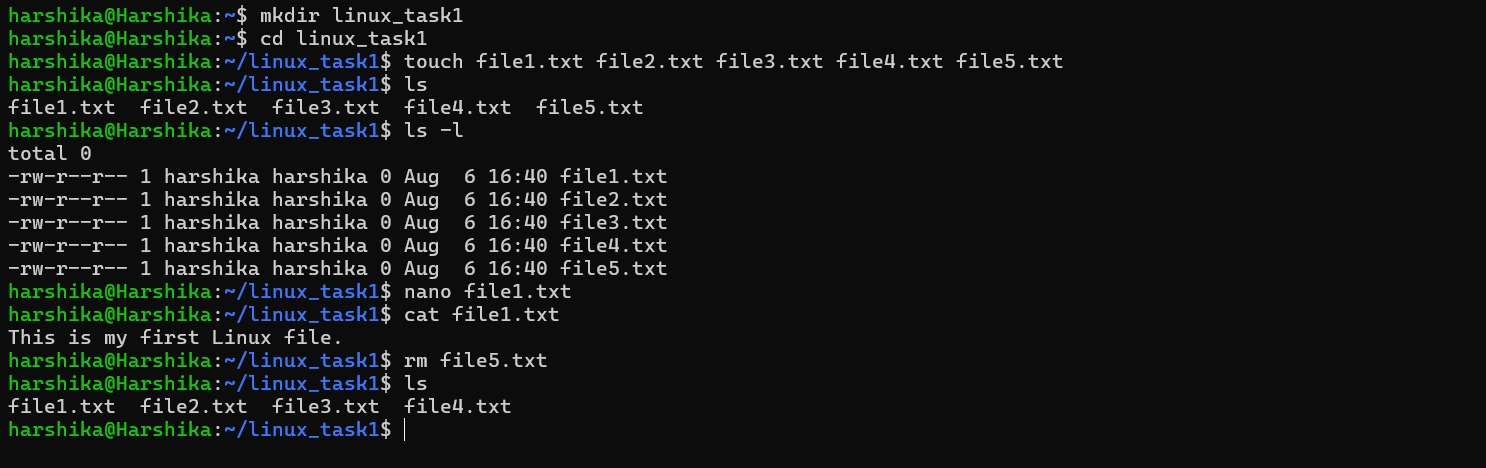 harshika@Harshika:~$ mkdir linux_task1
harshika@Harshika:~$ cd linux_task1
harshika@Harshika:~/linux_task1$ touch file1.txt file2.txt file3.txt file4.txt file5.txt
harshika@Harshika:~/linux_task1$ ls
file1.txt  file2.txt  file3.txt  file4.txt  file5.txt
harshika@Harshika:~/linux_task1$ ls -l
total 0
-rw-r--r-- 1 harshika harshika 0 Aug  6 16:40 file1.txt
-rw-r--r-- 1 harshika harshika 0 Aug  6 16:40 file2.txt
-rw-r--r-- 1 harshika harshika 0 Aug  6 16:40 file3.txt
-rw-r--r-- 1 harshika harshika 0 Aug  6 16:40 file4.txt
-rw-r--r-- 1 harshika harshika 0 Aug  6 16:40 file5.txt
harshika@Harshika:~/linux_task1$ nano file1.txt
harshika@Harshika:~/linux_task1$ cat file1.txt
This is my first Linux file.
harshika@Harshika:~/linux_task1$ rm file5.txt
harshika@Harshika:~/linux_task1$ ls
file1.txt  file2.txt  file3.txt  file4.txt
harshika@Harshika:~/linux_task1$